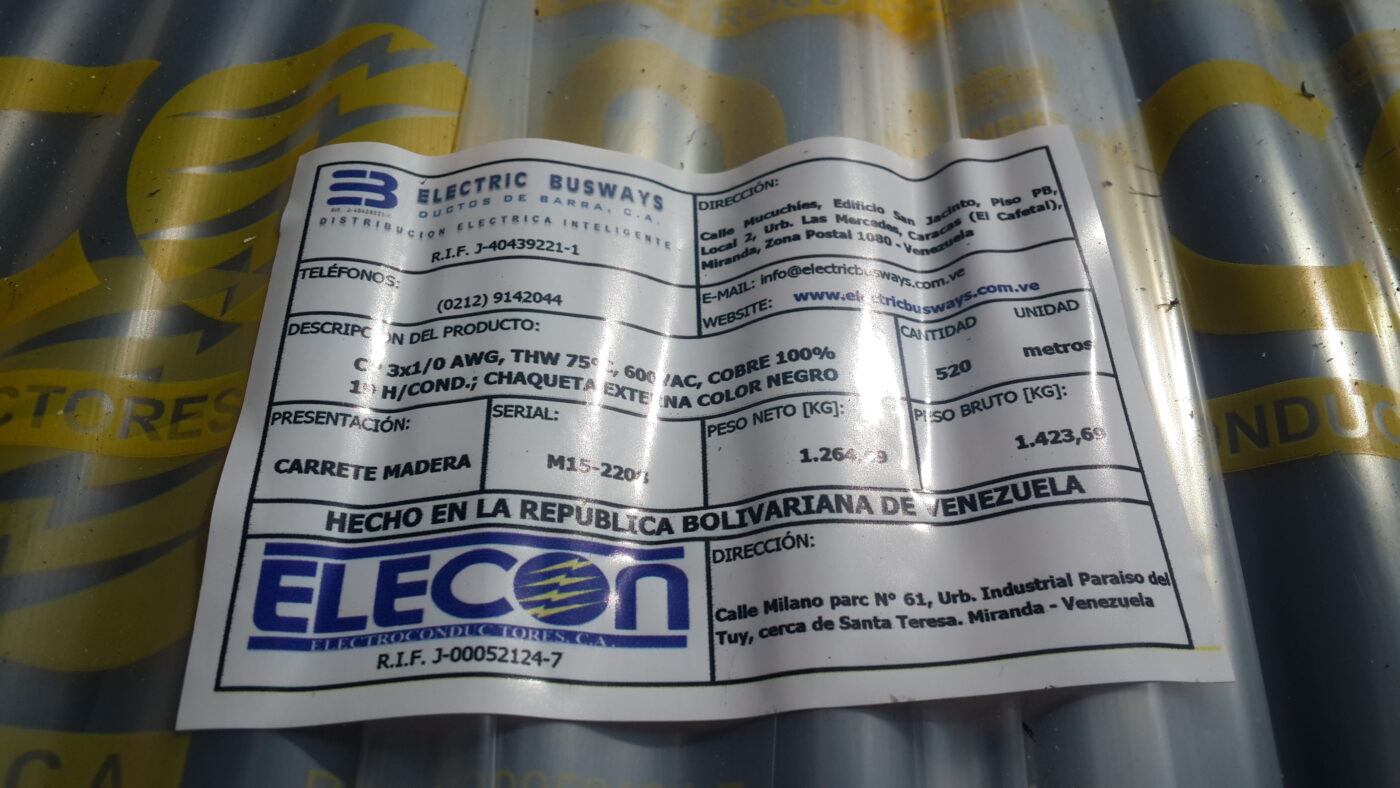 ELECTRIC BUSWAYS
DUCTOS DE BARRA, C.A.
DISTRIBUCION ELECTRICA INTELIGENTE
R.I.F. J-40439221-1
DIRECCIÓN:
Calle Mucuchíes, Edificio San Jacinto, Piso PB,
Local 2, Urb. Las Mercedes, Caracas (El Cafetal),
Miranda, Zona Postal 1080 - Venezuela
TELÉFONOS:
(0212) 9142044
E-MAIL: info@electricbusways.com.ve
WEBSITE: www.electricbusways.com.ve
DESCRIPCIÓN DEL PRODUCTO:
3x1/0 AWG, THW 75°C, 600 VAC, COBRE 100%
H/COND.; CHAQUETA EXTERNA COLOR NEGRO
CANTIDAD UNIDAD
520 metros
PRESENTACIÓN:
CARRETE MADERA
SERIAL:
PESO NETO [KG]:
PESO BRUTO [KG]:
1.423,69
HECHO EN LA REPÚBLICA BOLIVARIANA DE VENEZUELA
ELECON
ELECTROCONDUCTORES, C.A.
R.I.F. J-00052124-7
DIRECCIÓN:
Calle Milano parc Nº 61, Urb. Industrial Paraiso del
Tuy, cerca de Santa Teresa. Miranda - Venezuela